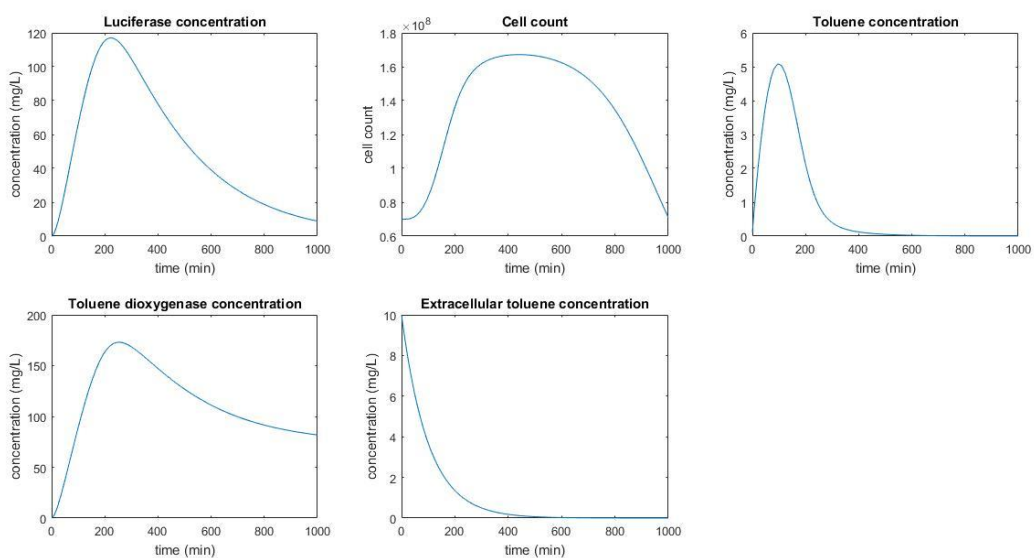 Luciferase concentration
120
100
80
60
40
20
0
concentration (mg/L)
0 200 400 600 800 1000
time (min)
Cell count
×10^8
1.8
1.6
1.4
1.2
1
0.8
0.6
cell count
0 200 400 600 800 1000
time (min)
Toluene concentration
6
5
4
3
2
1
0
concentration (mg/L)
0 200 400 600 800 1000
time (min)
Toluene dioxygenase concentration
200
150
100
50
0
concentration (mg/L)
0 200 400 600 800 1000
time (min)
Extracellular toluene concentration
10
8
6
4
2
0
concentration (mg/L)
0 200 400 600 800 1000
time (min)